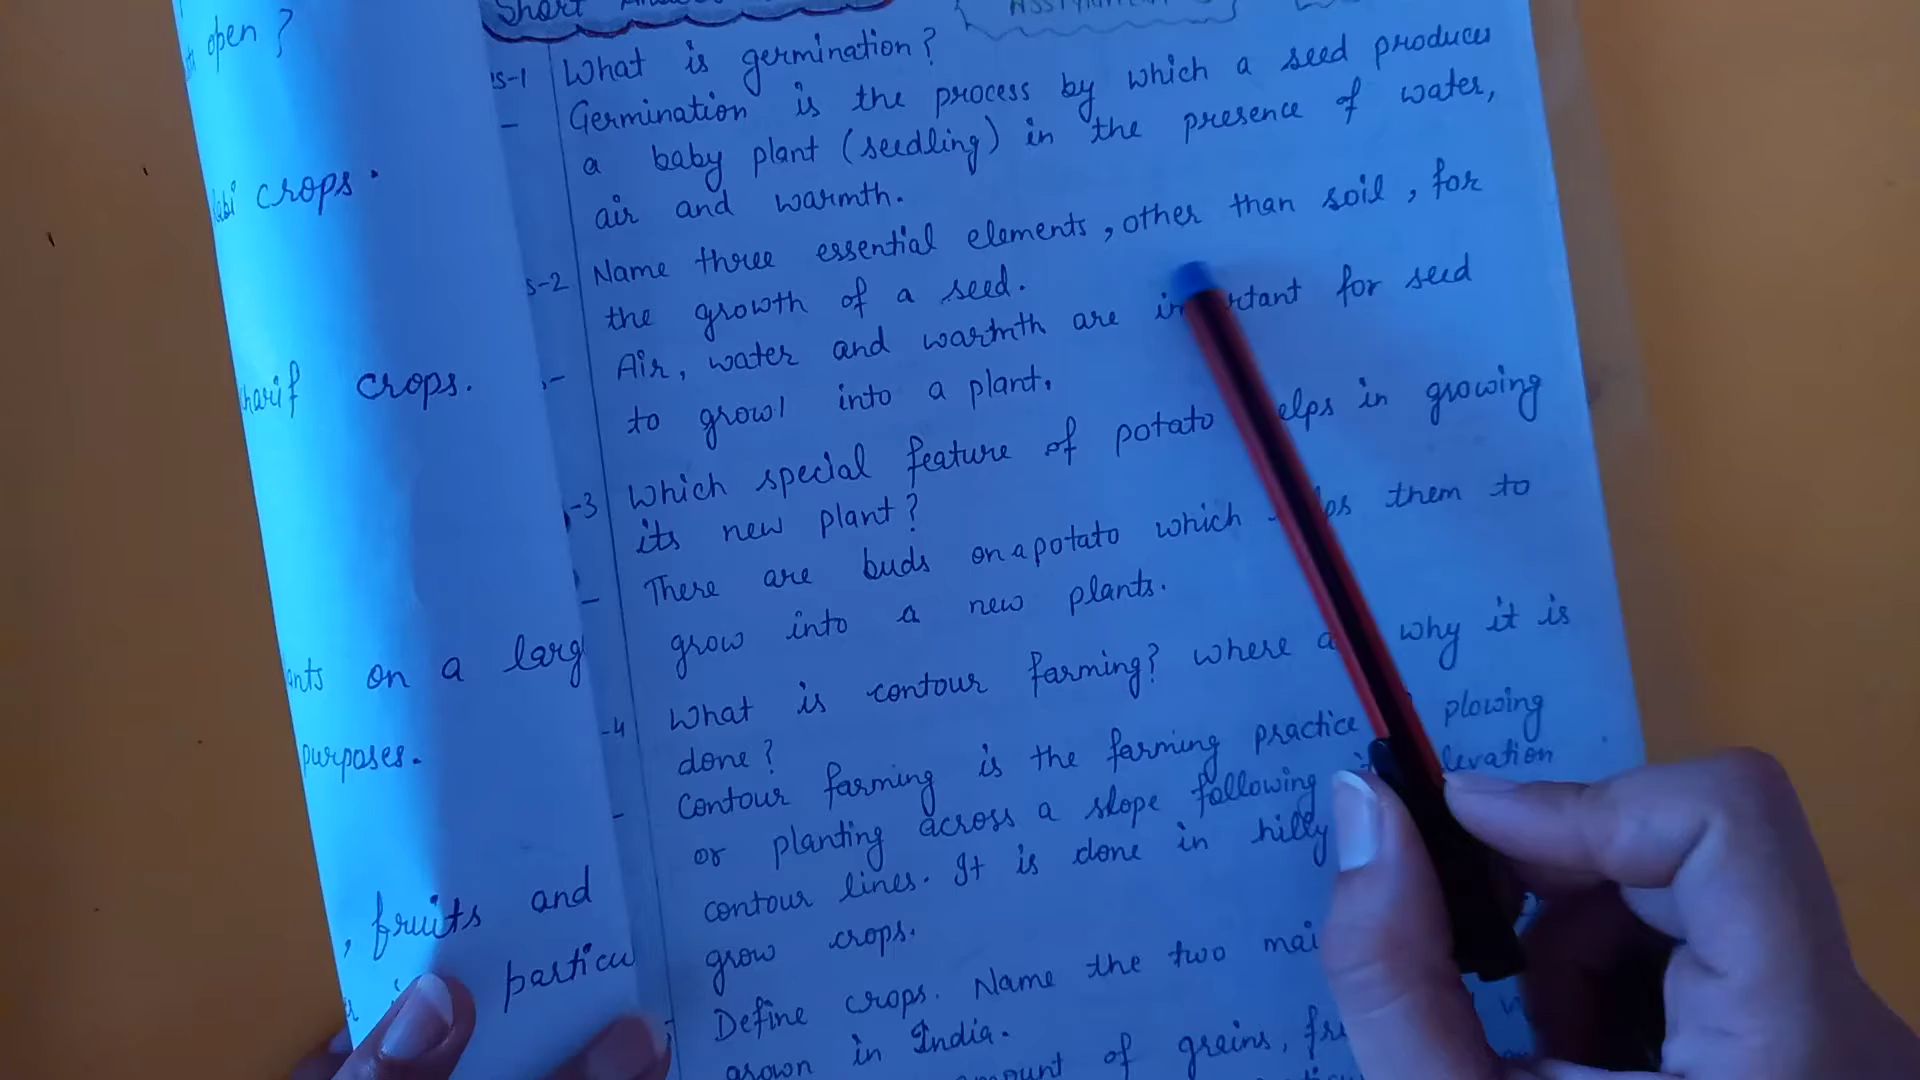 open ?
crops.
crops.
on a larg
purposes.
, fruits and
particu
Short
s-1 What is germination?
- Germination is the process by which a seed produces
a baby plant (seedling) in the presence of water,
air and warmth.
s-2 Name three essential elements, other than soil, for
the growth of a seed.
- Air, water and warmth are important for seed
to grow into a plant.
-3 Which special feature of potato helps in growing
its new plant?
- There are buds on a potato which helps them to
grow into a new plants.
-4 What is contour farming? Where why it is
done?
- Contour farming is the farming practice plowing
or planting across a slope following elevation
contour lines. It is done in hilly
grow crops.
Define crops. Name the two mai
grown in India.
amount of grains,